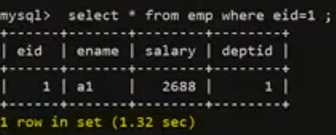 mysql>  select * from emp where eid=1 ;
+-----+-------+--------+--------+
| eid | ename | salary | deptid |
+-----+-------+--------+--------+
|   1 | a1    |   2688 |      1 |
+-----+-------+--------+--------+
1 row in set (1.32 sec)